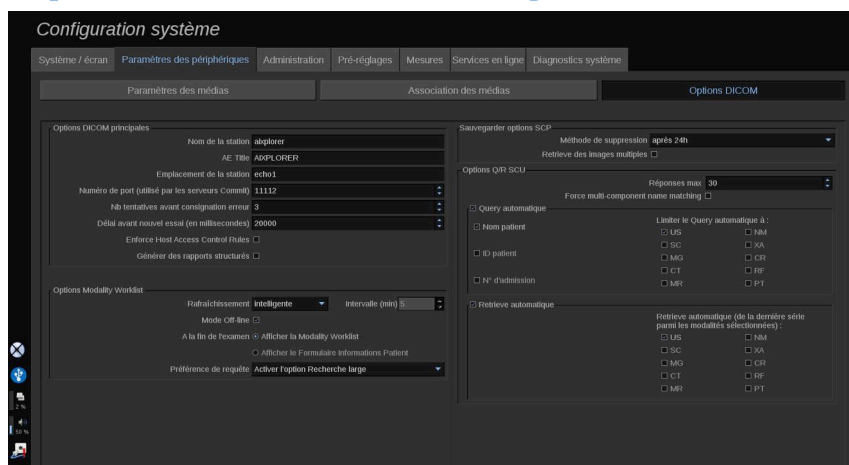 Configuration système
Système / écran Paramètres des périphériques Administration Pré-réglages Mesures Services en ligne Diagnostics système
Paramètres des médias Association des médias Options DICOM
Options DICOM principales
Nom de la station aixplorer
AE Title AIXPLORER
Emplacement de la station echo1
Numéro de port (utilisé par les serveurs Commit) 11112
Nb tentatives avant consignation erreur 3
Délai avant nouvel essai (en millisecondes) 20000
Enforce Host Access Control Rules
Générer des rapports structurés
Options Modality Worklist
Rafraîchissement intelligente Intervalle (min) 5
Mode Off-line
A la fin de l'examen Afficher la Modality Worklist
Afficher le Formulaire Informations Patient
Préférence de requête Activer l'option Recherche large
Sauvegarder options SCP
Méthode de suppression après 24h
Retrieve des images multiples
Options Q/R SCU
Réponses max 30
Force multi-component name matching
Query automatique
Limiter le Query automatique à :
Nom patient
ID patient
N° d'admission
US NM
SC XA
MG CR
CT RF
MR PT
Retrieve automatique
Retrieve automatique (de la dernière série
parmi les modalités sélectionnées) :
US NM
SC XA
MG CR
CT RF
MR PT
2 %
50 %